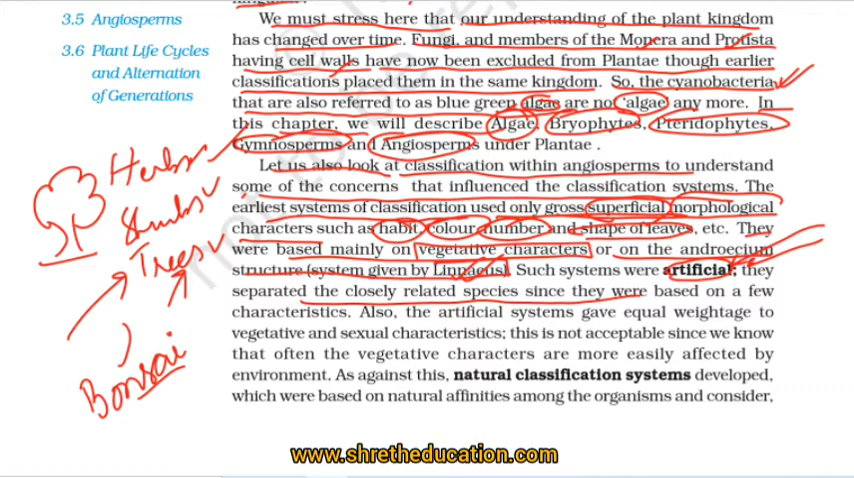 3.5 Angiosperms
3.6 Plant Life Cycles
and Alternation
of Generations
We must stress here that our understanding of the plant kingdom
has changed over time. Fungi, and members of the Monera and Protista
having cell walls have now been excluded from Plantae though earlier
classifications placed them in the same kingdom. So, the cyanobacteria
that are also referred to as blue green algae are no 'algae' any more. In
this chapter, we will describe Algae, Bryophytes, Pteridophytes,
Gymnosperms and Angiosperms under Plantae .
Let us also look at classification within angiosperms to understand
some of the concerns that influenced the classification systems. The
earliest systems of classification used only gross superficial morphological
characters such as habit, colour, number and shape of leaves, etc. They
were based mainly on vegetative characters or on the androecium
structure (system given by Linnaeus). Such systems were artificial; they
separated the closely related species since they were based on a few
characteristics. Also, the artificial systems gave equal weightage to
vegetative and sexual characteristics; this is not acceptable since we know
that often the vegetative characters are more easily affected by
environment. As against this, natural classification systems developed,
which were based on natural affinities among the organisms and consider,
Herbs
Shrubs
Trees
Bonsai
www.shretheducation.com